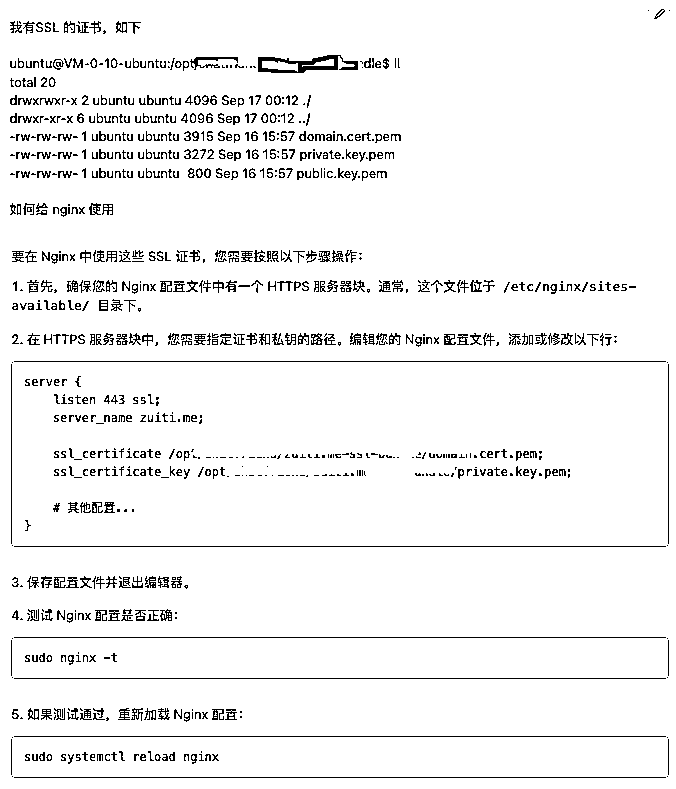 我有SSL 的证书，如下
ubuntu@VM-0-10-ubuntu:/opt/ dle$ ll
total 20
drwxrwxr-x 2 ubuntu ubuntu 4096 Sep 17 00:12 ./
drwxr-xr-x 6 ubuntu ubuntu 4096 Sep 17 00:12 ../
-rw-rw-rw- 1 ubuntu ubuntu 3915 Sep 16 15:57 domain.cert.pem
-rw-rw-rw- 1 ubuntu ubuntu 3272 Sep 16 15:57 private.key.pem
-rw-rw-rw- 1 ubuntu ubuntu  800 Sep 16 15:57 public.key.pem
如何给 nginx 使用
要在 Nginx 中使用这些 SSL 证书，您需要按照以下步骤操作：
1. 首先，确保您的 Nginx 配置文件中有一个 HTTPS 服务器块。通常，这个文件位于 /etc/nginx/sites-
available/ 目录下。
2. 在 HTTPS 服务器块中，您需要指定证书和私钥的路径。编辑您的 Nginx 配置文件，添加或修改以下行：
server {
listen 443 ssl;
server_name zuiti.me;
ssl_certificate /opt /domain.cert.pem;
ssl_certificate_key /opt /private.key.pem;
# 其他配置...
}
3. 保存配置文件并退出编辑器。
4. 测试 Nginx 配置是否正确：
sudo nginx -t
5. 如果测试通过，重新加载 Nginx 配置：
sudo systemctl reload nginx